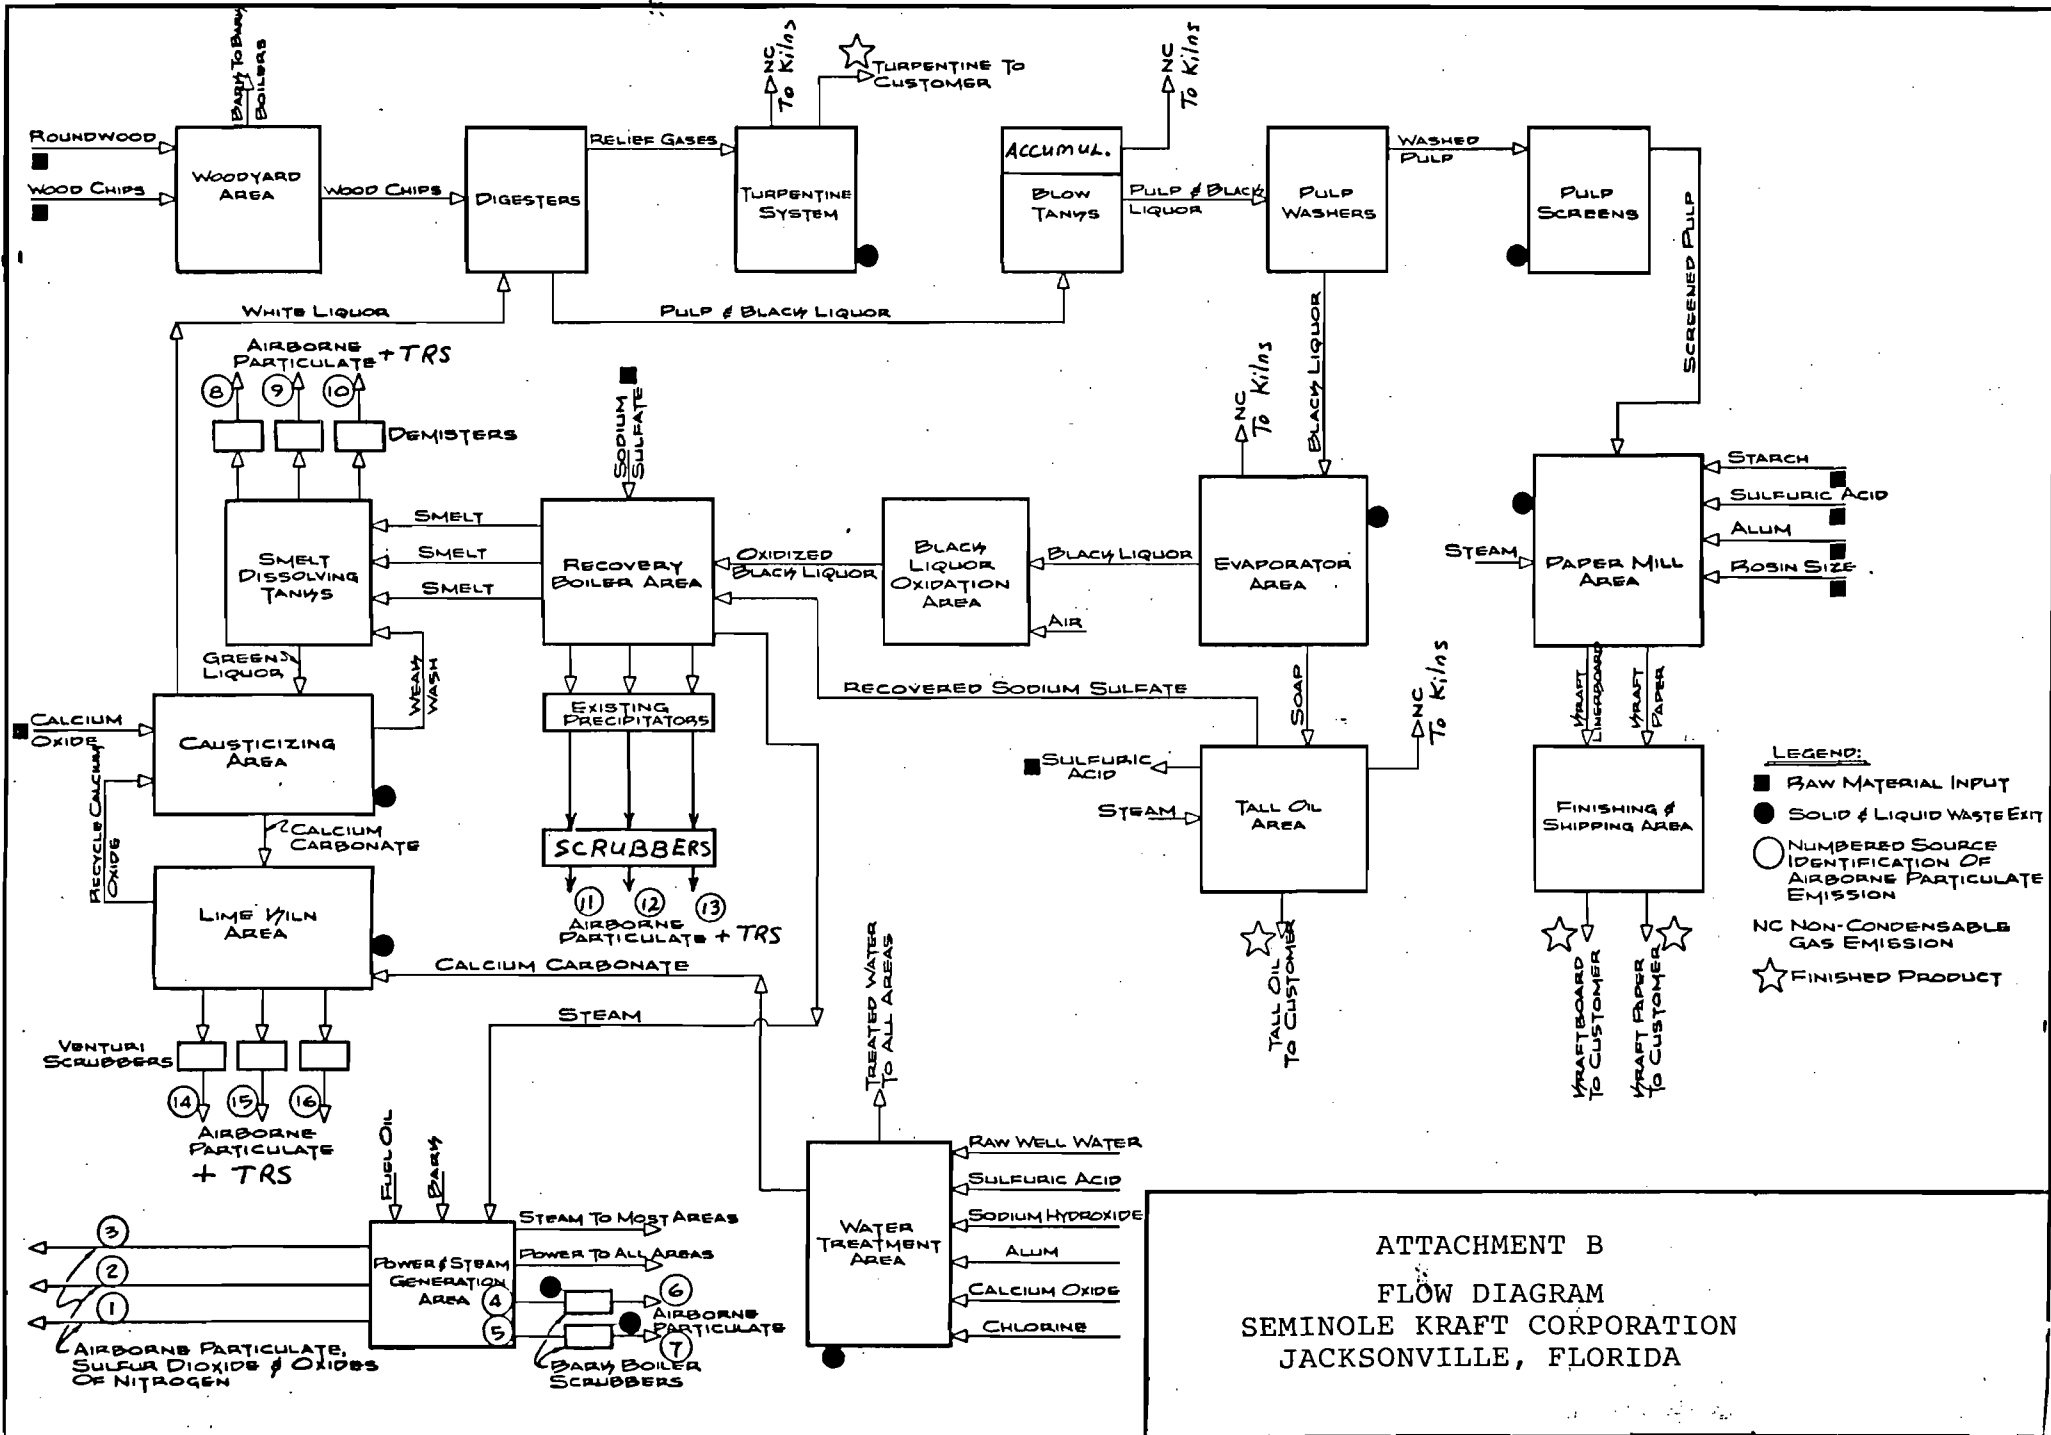 BARK TO BARK
BOILERS
NC
To Kilns
TURPENTINE TO
CUSTOMER
NC
To Kilns
ROUNDWOOD
WOOD CHIPS
WOODYARD
AREA
WOOD CHIPS
DIGESTERS
RELIEF GASES
TURPENTINE
SYSTEM
ACCUMUL.
BLOW
TANKS
PULP & BLACK
LIQUOR
PULP
WASHERS
WASHED
PULP
PULP
SCREENS
SCREENED PULP
WHITE LIQUOR
PULP & BLACK LIQUOR
BLACK LIQUOR
AIRBORNE
PARTICULATE + TRS
8
9
10
DEMISTERS
SODIUM
SULFATE
NC
To Kilns
SMELT
DISSOLVING
TANKS
SMELT
SMELT
SMELT
RECOVERY
BOILER AREA
OXIDIZED
BLACK LIQUOR
BLACK
LIQUOR
OXIDATION
AREA
BLACK LIQUOR
AIR
EVAPORATOR
AREA
STEAM
PAPER MILL
AREA
STARCH
SULFURIC ACID
ALUM
ROSIN SIZE
GREEN
LIQUOR
WEAK
WASH
CALCIUM
OXIDE
CAUSTICIZING
AREA
EXISTING
PRECIPITATORS
RECOVERED SODIUM SULFATE
SOAP
NC
To Kilns
KRAFT
LINERBOARD
KRAFT
PAPER
SULFURIC
ACID
STEAM
TALL OIL
AREA
FINISHING &
SHIPPING AREA
LEGEND:
RAW MATERIAL INPUT
SOLID & LIQUID WASTE EXIT
NUMBERED SOURCE
IDENTIFICATION OF
AIRBORNE PARTICULATE
EMISSION
NC NON-CONDENSABLE
GAS EMISSION
FINISHED PRODUCT
RECYCLE CALCIUM
OXIDE
CALCIUM
CARBONATE
LIME KILN
AREA
SCRUBBERS
11
12
13
AIRBORNE
PARTICULATE + TRS
CALCIUM CARBONATE
STEAM
TREATED WATER
TO ALL AREAS
TALL OIL
TO CUSTOMER
KRAFTBOARD
TO CUSTOMER
KRAFT PAPER
TO CUSTOMER
VENTURI
SCRUBBERS
14
15
16
AIRBORNE
PARTICULATE
+ TRS
FUEL OIL
BARK
3
2
1
AIRBORNE PARTICULATE,
SULFUR DIOXIDE & OXIDES
OF NITROGEN
POWER & STEAM
GENERATION
AREA
STEAM TO MOST AREAS
POWER TO ALL AREAS
4
5
6
AIRBORNE
PARTICULATE
7
BARK BOILER
SCRUBBERS
WATER
TREATMENT
AREA
RAW WELL WATER
SULFURIC ACID
SODIUM HYDROXIDE
ALUM
CALCIUM OXIDE
CHLORINE
ATTACHMENT B
FLOW DIAGRAM
SEMINOLE KRAFT CORPORATION
JACKSONVILLE, FLORIDA